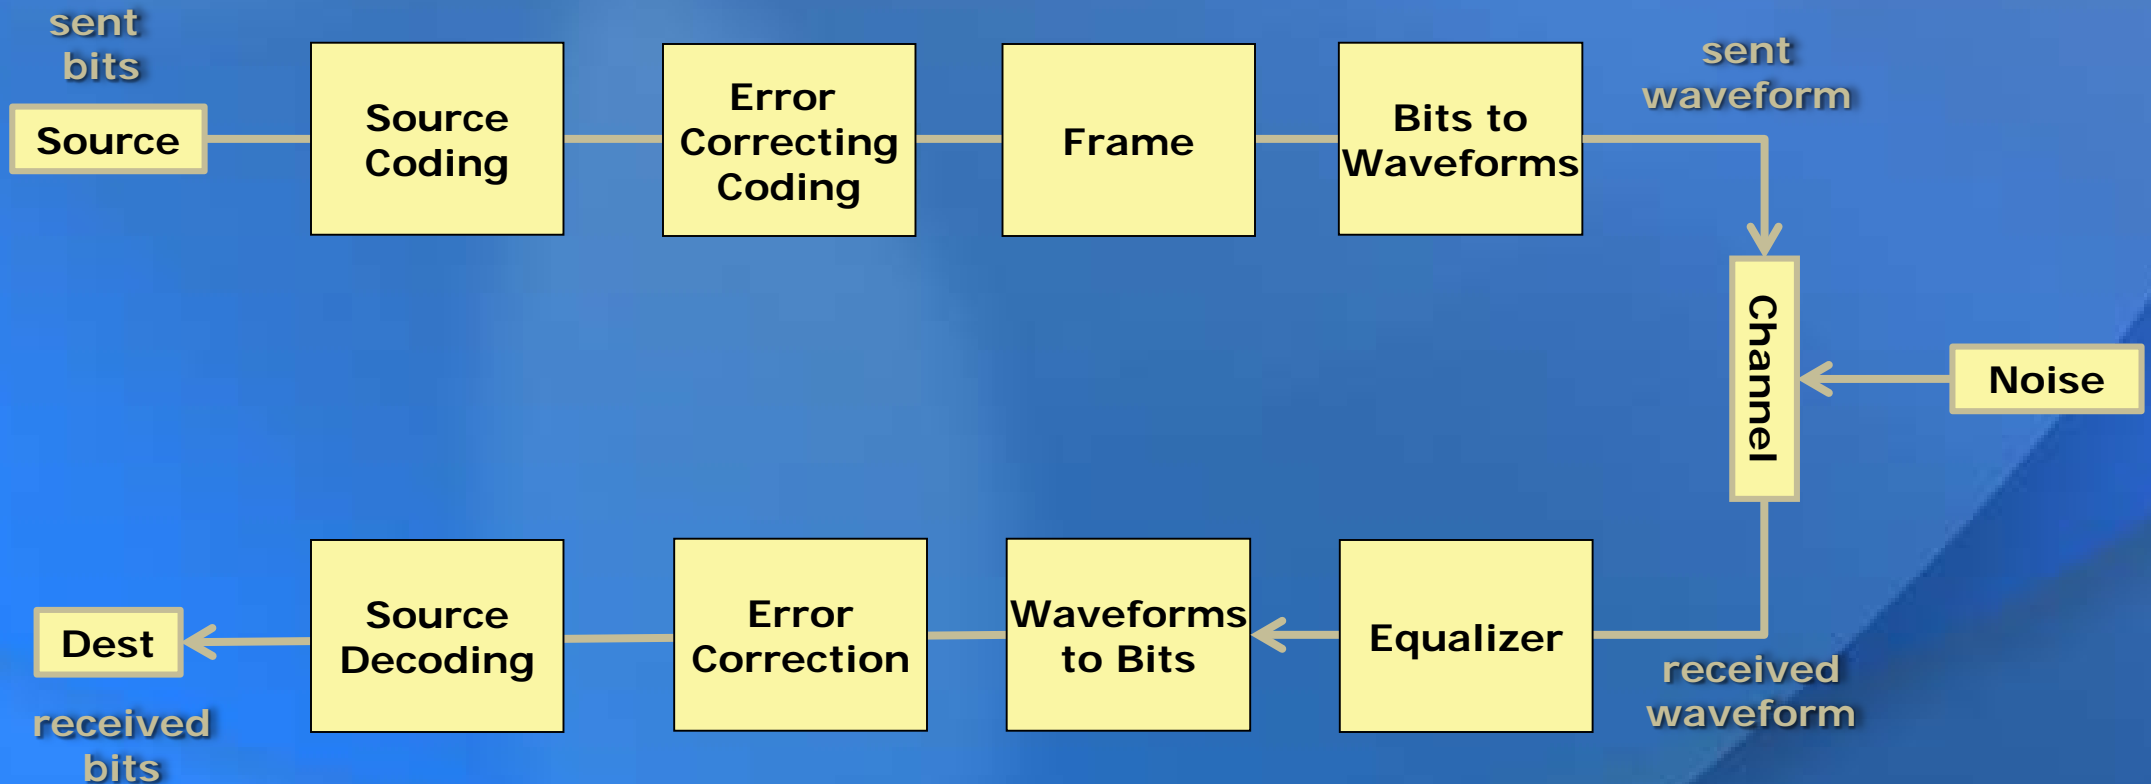 sent
bits
Source
Source
Coding
Error
Correcting
Coding
Frame
Bits to
Waveforms
sent
waveform
Channel
Noise
Dest
received
bits
Source
Decoding
Error
Correction
Waveforms
to Bits
Equalizer
received
waveform